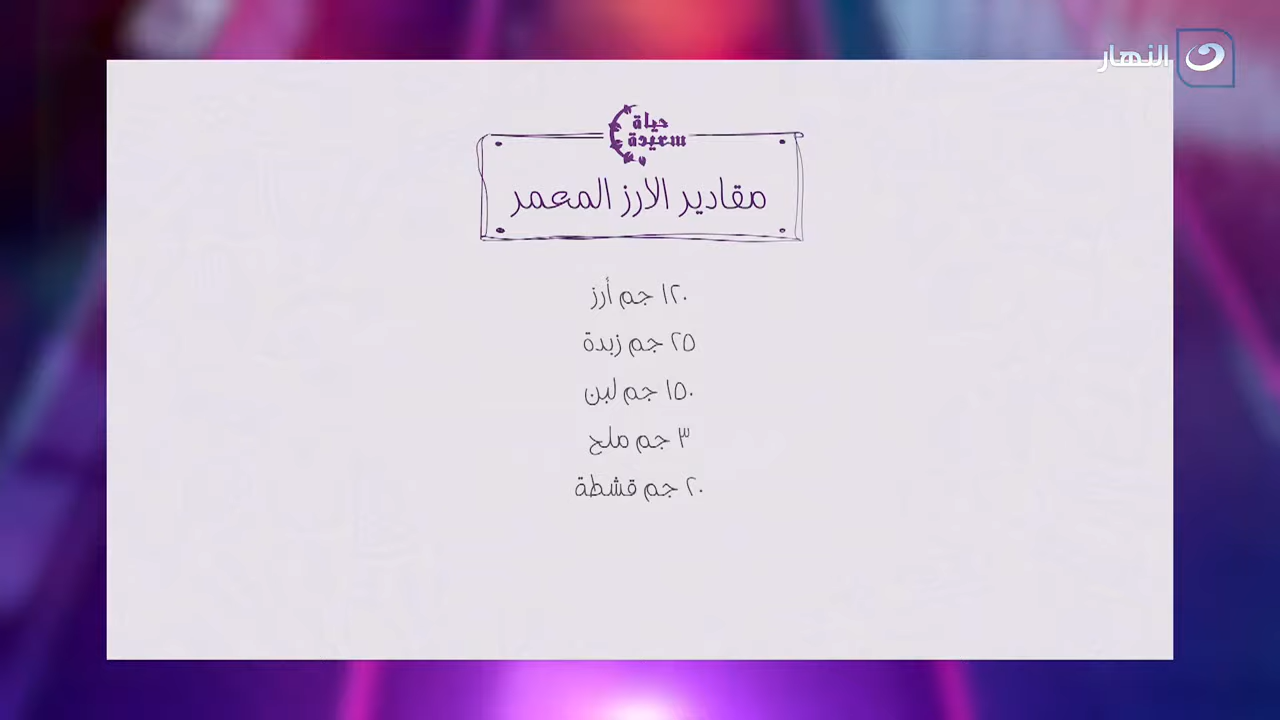 النهار
حياة
سعيدة
مقادير الارز المعمر
١٢٠ جم أرز
٢٥ جم زبدة
١٥٠ جم لبن
٣ جم ملح
٢٠ جم قشطة